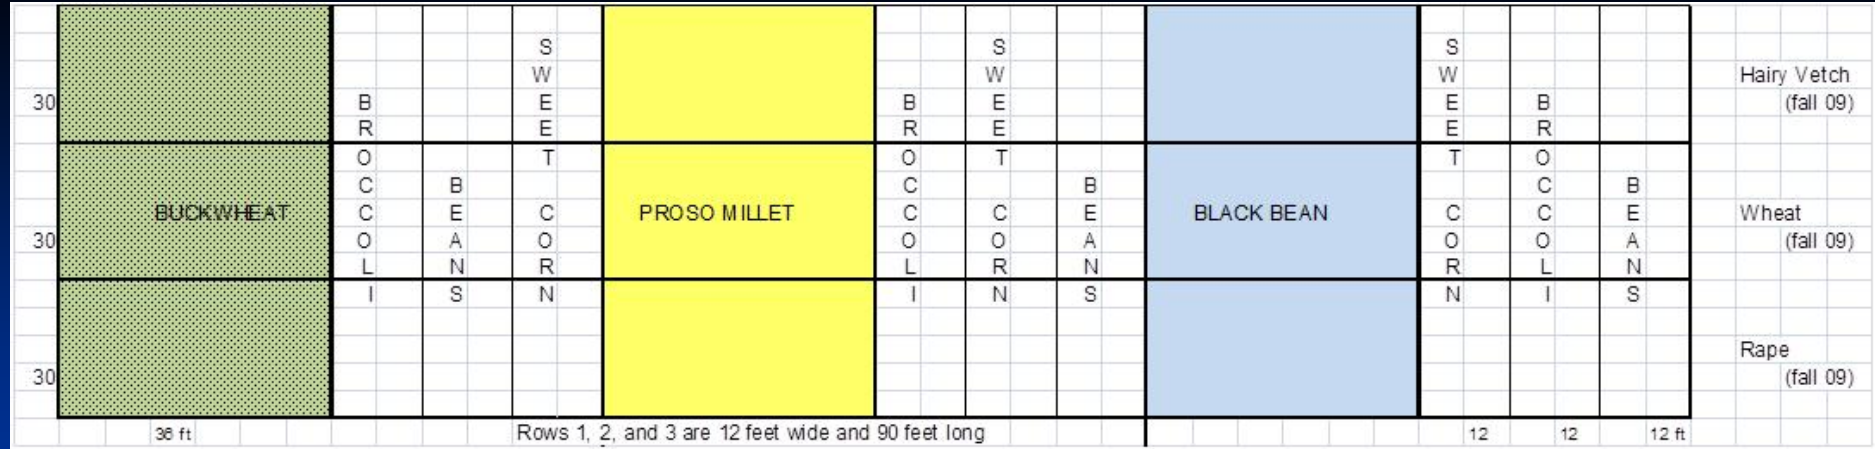 30
BROCCOLI
BEANS
SWEET CORN
BROCCOLI
SWEET CORN
BEANS
SWEET CORN
BROCCOLI
BEANS
Hairy Vetch
(fall 09)
30
BUCKWHEAT
PROSO MILLET
BLACK BEAN
Wheat
(fall 09)
30
Rape
(fall 09)
36 ft
Rows 1, 2, and 3 are 12 feet wide and 90 feet long
12
12
12 ft